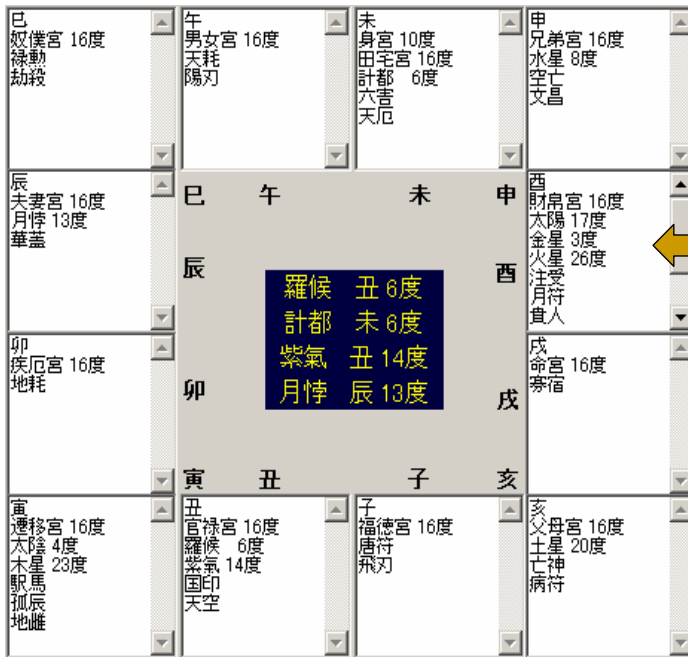 巳
奴僕宮 16度
禄勲
劫殺
午
男女宮 16度
天耗
陽刃
未
身宮 10度
田宅宮 16度
計都 6度
六害
天厄
申
兄弟宮 16度
水星 8度
空亡
文昌
辰
夫妻宮 16度
月悖 13度
華蓋
酉
財帛宮 16度
太陽 17度
金星 3度
火星 26度
注受
月符
貴人
巳 午 未 申
辰 酉
羅候 丑 6度
計都 未 6度
紫氣 丑 14度
月悖 辰 13度
卯 戌
寅 丑 子 亥
卯
疾厄宮 16度
地耗
戌
命宮 16度
寡宿
寅
遷移宮 16度
太陰 4度
木星 23度
駅馬
孤辰
地雌
丑
官禄宮 16度
羅候 6度
紫氣 14度
国印
天空
子
福徳宮 16度
唐符
飛刃
亥
父母宮 16度
土星 20度
亡神
病符